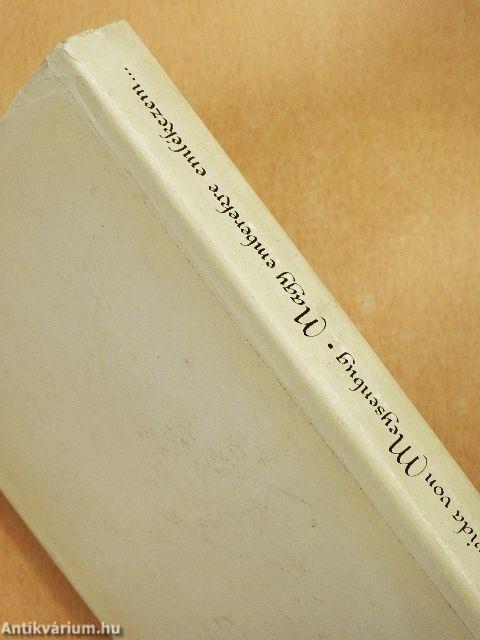 von Meysenbug • Nagy emberekre emlékezem...
Antikvárium.hu